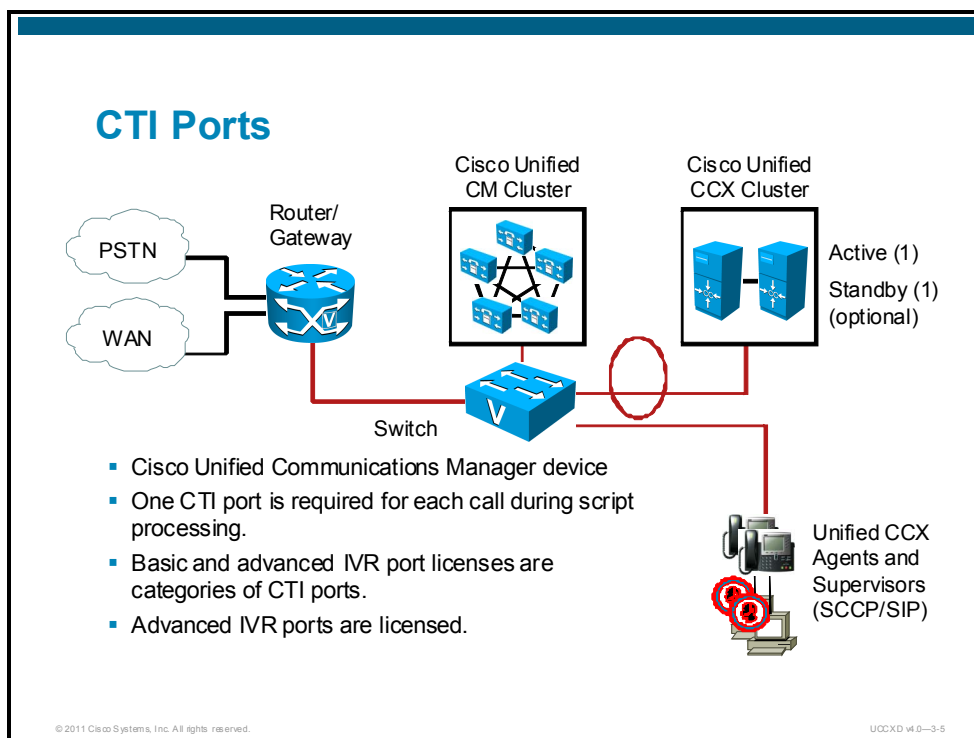 CTI Ports
Cisco Unified
CM Cluster
Cisco Unified
CCX Cluster
PSTN
WAN
Router/
Gateway
V
Active (1)
Standby (1)
(optional)
V
Switch
Cisco Unified Communications Manager device
One CTI port is required for each call during script
processing.
Basic and advanced IVR port licenses are
categories of CTI ports.
Advanced IVR ports are licensed.
Unified CCX
Agents and
Supervisors
(SCCP/SIP)
© 2011 Cisco Systems, Inc. All rights reserved.
UCCXD v4.0—3-5